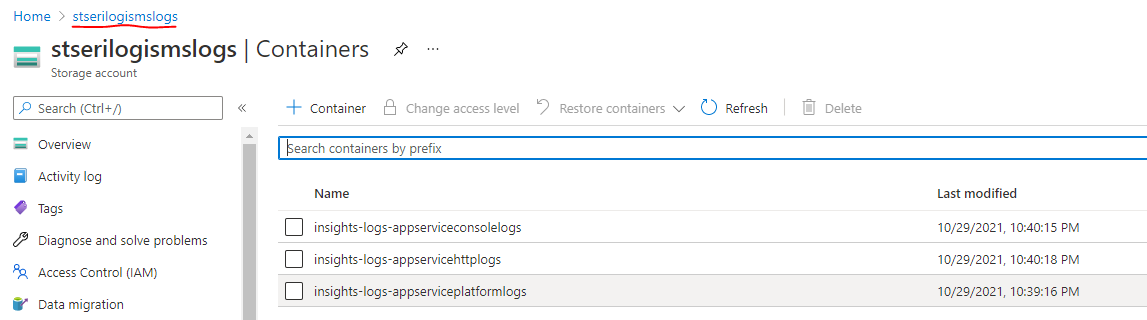 Home > stserilogismslogs
stserilogismslogs | Containers
Storage account
Search (Ctrl+/)
Overview
Activity log
Tags
Diagnose and solve problems
Access Control (IAM)
Data migration
Container Change access level Restore containers Refresh Delete
Search containers by prefix
Name Last modified
insights-logs-appserviceconsolelogs 10/29/2021, 10:40:15 PM
insights-logs-appservicehttplogs 10/29/2021, 10:40:18 PM
insights-logs-appserviceplatformlogs 10/29/2021, 10:39:16 PM